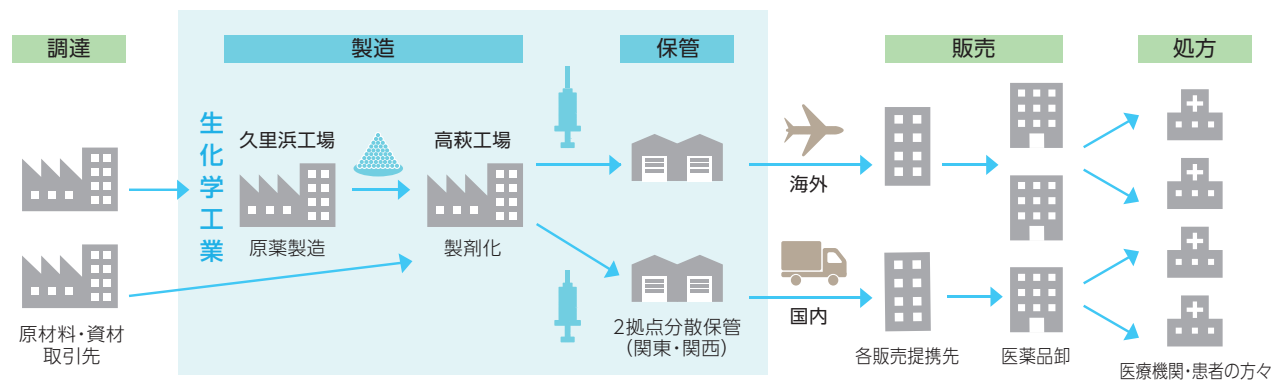 調達
製造
保管
販売
処方
生化学工業
久里浜工場
高萩工場
原薬製造
製剤化
海外
国内
原材料・資材
取引先
2拠点分散保管
(関東・関西)
各販売提携先
医薬品卸
医療機関・患者の方々